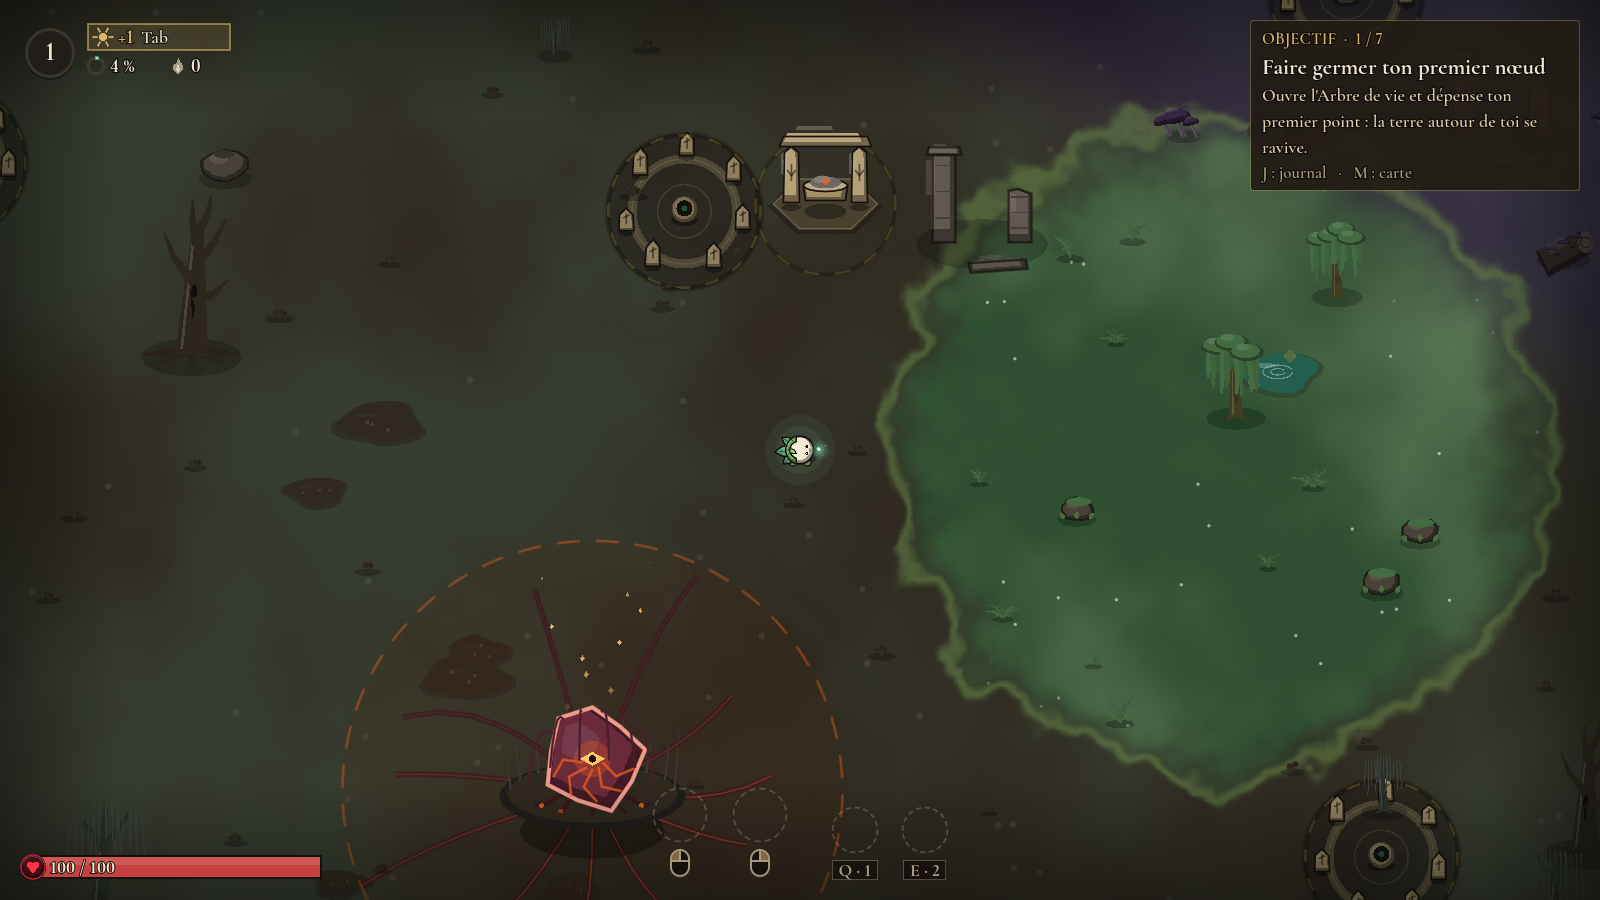 1
+1 Tab
4 %
0
OBJECTIF · 1 / 7
Faire germer ton premier nœud
Ouvre l'Arbre de vie et dépense ton
premier point : la terre autour de toi se
ravive.
J : journal · M : carte
100 / 100
Q · 1
E · 2